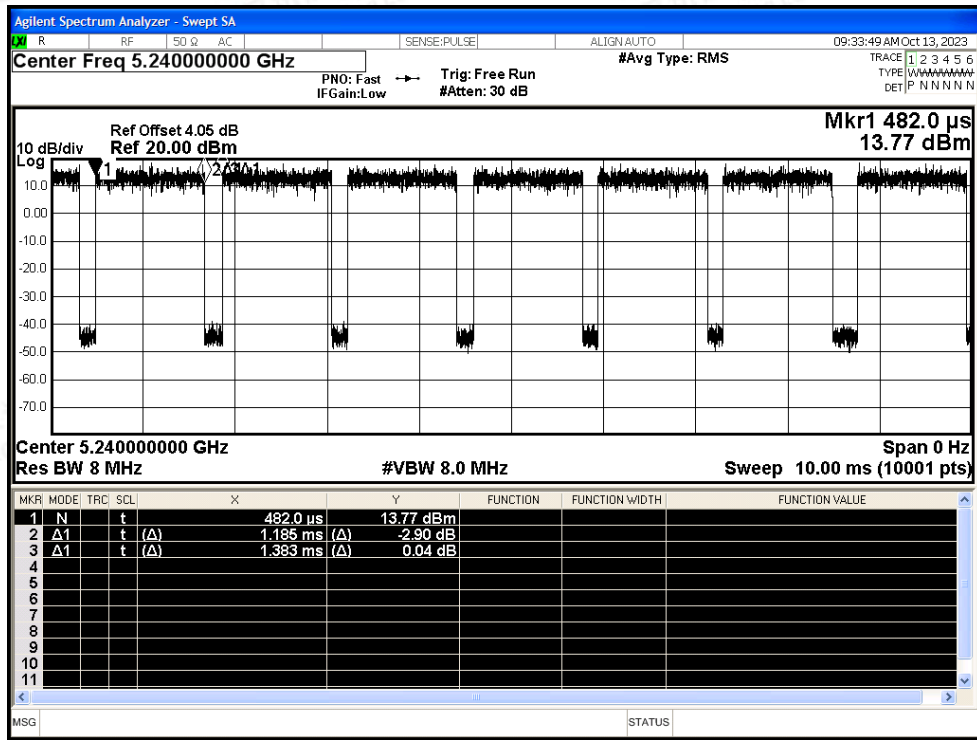 Agilent Spectrum Analyzer - Swept SA
LXI R RF 50 Ω AC SENSE:PULSE ALIGN AUTO 09:33:49 AM Oct 13, 2023
Center Freq 5.240000000 GHz
PNO: Fast Trig: Free Run #Avg Type: RMS TRACE 1 2 3 4 5 6
IFGain:Low #Atten: 30 dB TYPE
DET P N N N N N
Mkr1 482.0 µs
13.77 dBm
Ref Offset 4.05 dB
10 dB/div Ref 20.00 dBm
Log
1
10.0
0.00
-10.0
-20.0
-30.0
-40.0
-50.0
-60.0
-70.0
Center 5.240000000 GHz Span 0 Hz
Res BW 8 MHz #VBW 8.0 MHz Sweep 10.00 ms (10001 pts)
MKR MODE TRC SCL X Y FUNCTION FUNCTION WIDTH FUNCTION VALUE
1 N t 482.0 µs 13.77 dBm
2 Δ1 t (Δ) 1.185 ms (Δ) -2.90 dB
3 Δ1 t (Δ) 1.383 ms (Δ) 0.04 dB
4
5
6
7
8
9
10
11
MSG STATUS